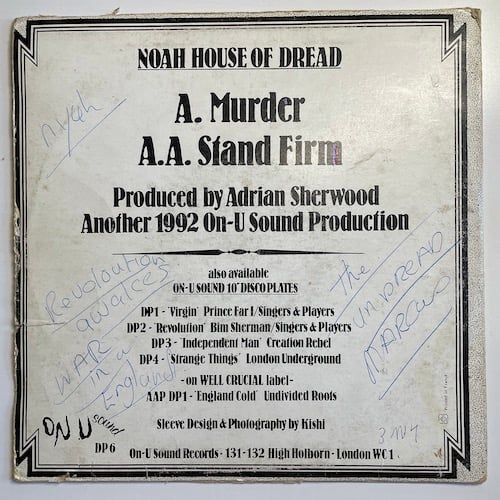 NOAH HOUSE OF DREAD
A. Murder
A.A. Stand Firm
Produced by Adrian Sherwood
Another 1992 On-U Sound Production
also available
ON-U SOUND 10" DISCO PLATES
DP1 - 'Virgin' Prince Far I/Singers & Players
DP2 - 'Revolution' Bim Sherman/Singers & Players
DP3 - 'Independent Man' Creation Rebel
DP4 - 'Strange Things' London Underground
- on WELL CRUCIAL label -
AAP DP1 - 'England Cold' Undivided Roots
Sleeve Design & Photography by Kishi
On-U Sound Records - 131-132 High Holborn - London WC1
Revoloution
awakes
WAR
in a
England
The
UNDREAD
MARCUS
ON U Sound
DP6